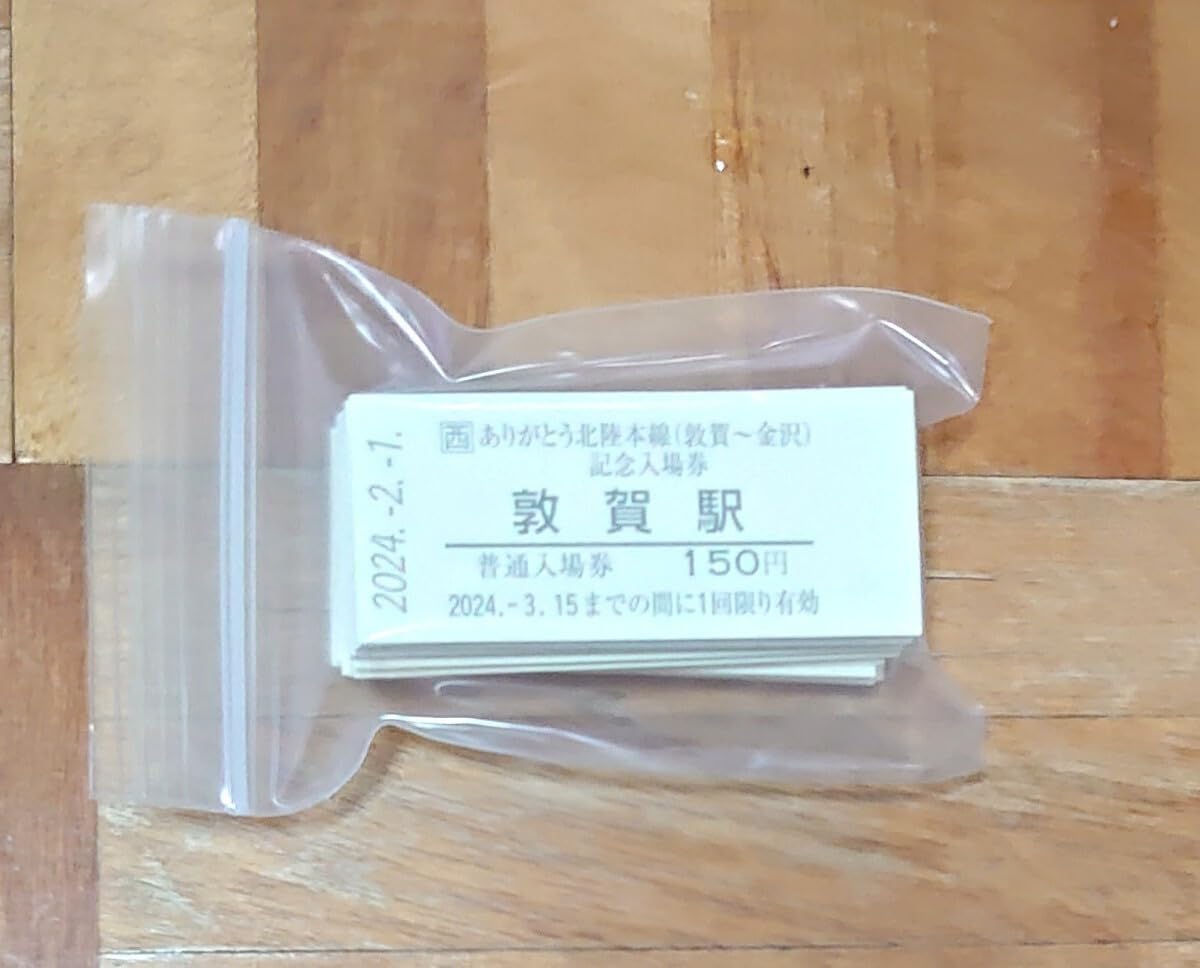 2024.-2.-1.
西 ありがとう北陸本線(敦賀〜金沢)
記念入場券
敦賀駅
普通入場券 150円
2024.-3.15までの間に1回限り有効